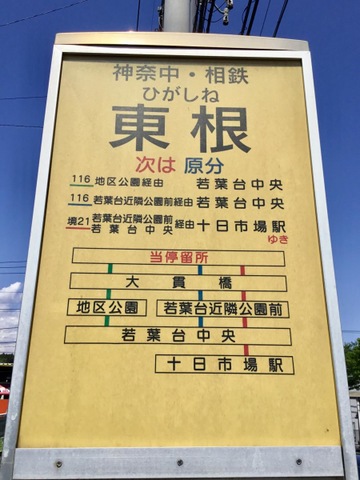 神奈中・相鉄
ひがしね
東根
次は 原分
116 地区公園経由 若葉台中央
116 若葉台近隣公園前経由 若葉台中央
境21 若葉台近隣公園前 若葉台中央 経由 十日市場駅
ゆき
当停留所
大貫橋
地区公園 若葉台近隣公園前
若葉台中央
十日市場駅